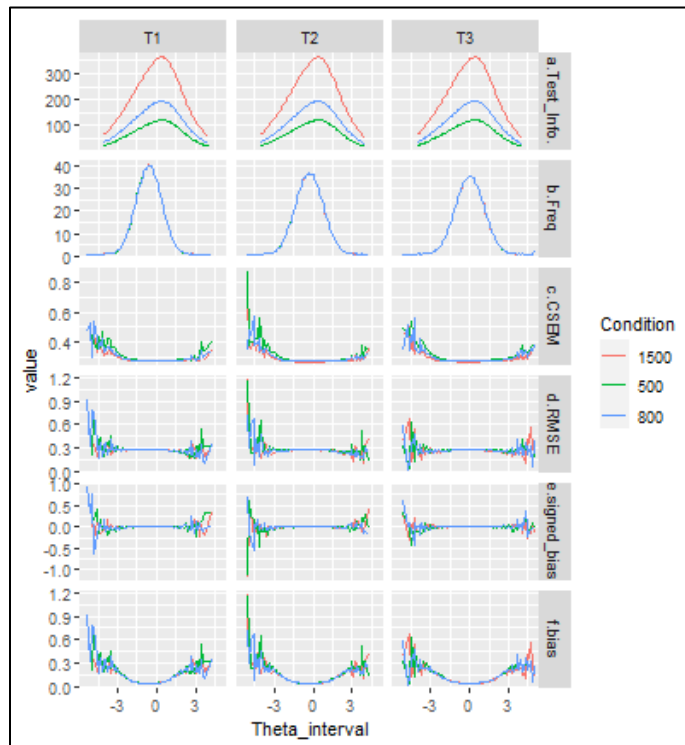 T1 T2 T3
300
200
100
a.Test_Info.
40
30
20
10
0
b.Freq
0.8
0.6
0.4
c.CSEM
1.2
0.9
0.6
0.3
0.0
d.RMSE
1.0
0.5
0.0
-0.5
-1.0
e.signed_bias
1.2
0.9
0.6
0.3
0.0
f.bias
value
-3 0 3 -3 0 3 -3 0 3
Theta_interval
Condition
1500
500
800